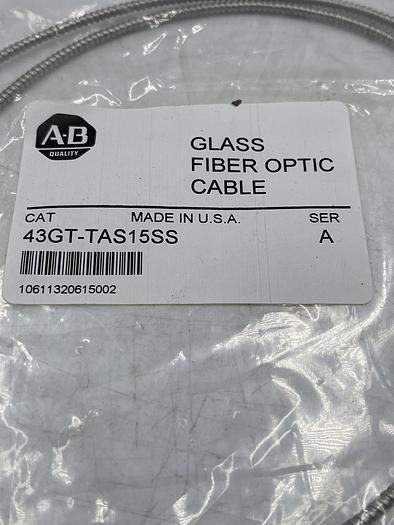 A-B
QUALITY
GLASS
FIBER OPTIC
CABLE
CAT MADE IN U.S.A. SER
43GT-TAS15SS A
10611320615002